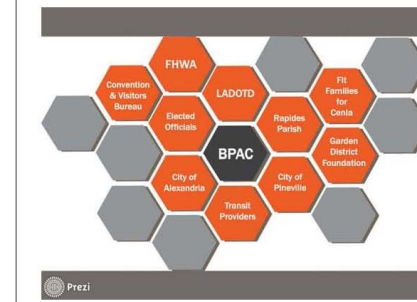 FHWA
Convention
& Visitors
Bureau
LADOTD
Fit
Families
for
Cenla
Elected
Officials
Rapides
Parish
Garden
District
Foundation
BPAC
City of
Alexandria
City of
Pineville
Transit
Providers
Prezi